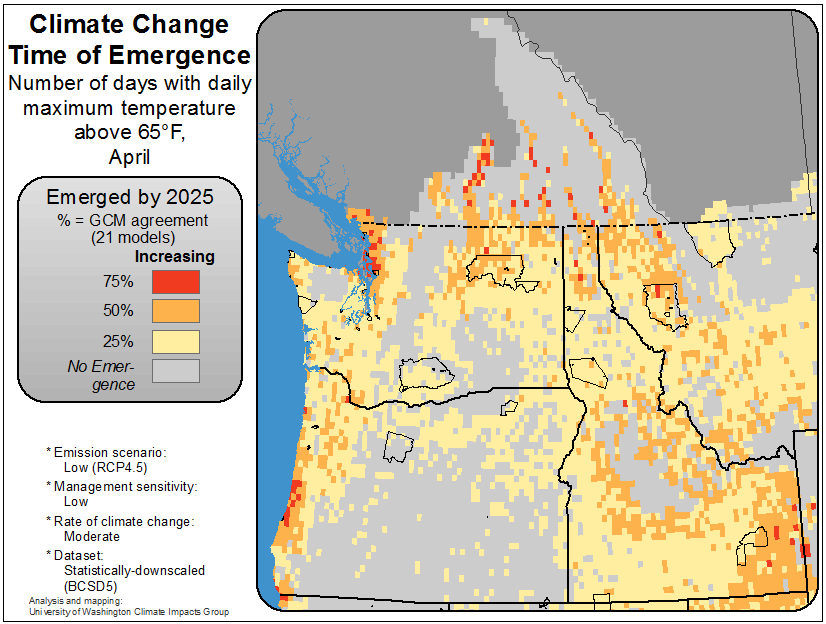 Climate Change
Time of Emergence
Number of days with daily
maximum temperature
above 65°F,
April
Emerged by 2025
% = GCM agreement
(21 models)
Increasing
75%
50%
25%
No Emer-
gence
* Emission scenario:
Low (RCP4.5)
* Management sensitivity:
Low
* Rate of climate change:
Moderate
* Dataset:
Statistically-downscaled
(BCSD5)
Analysis and mapping:
University of Washington Climate Impacts Group